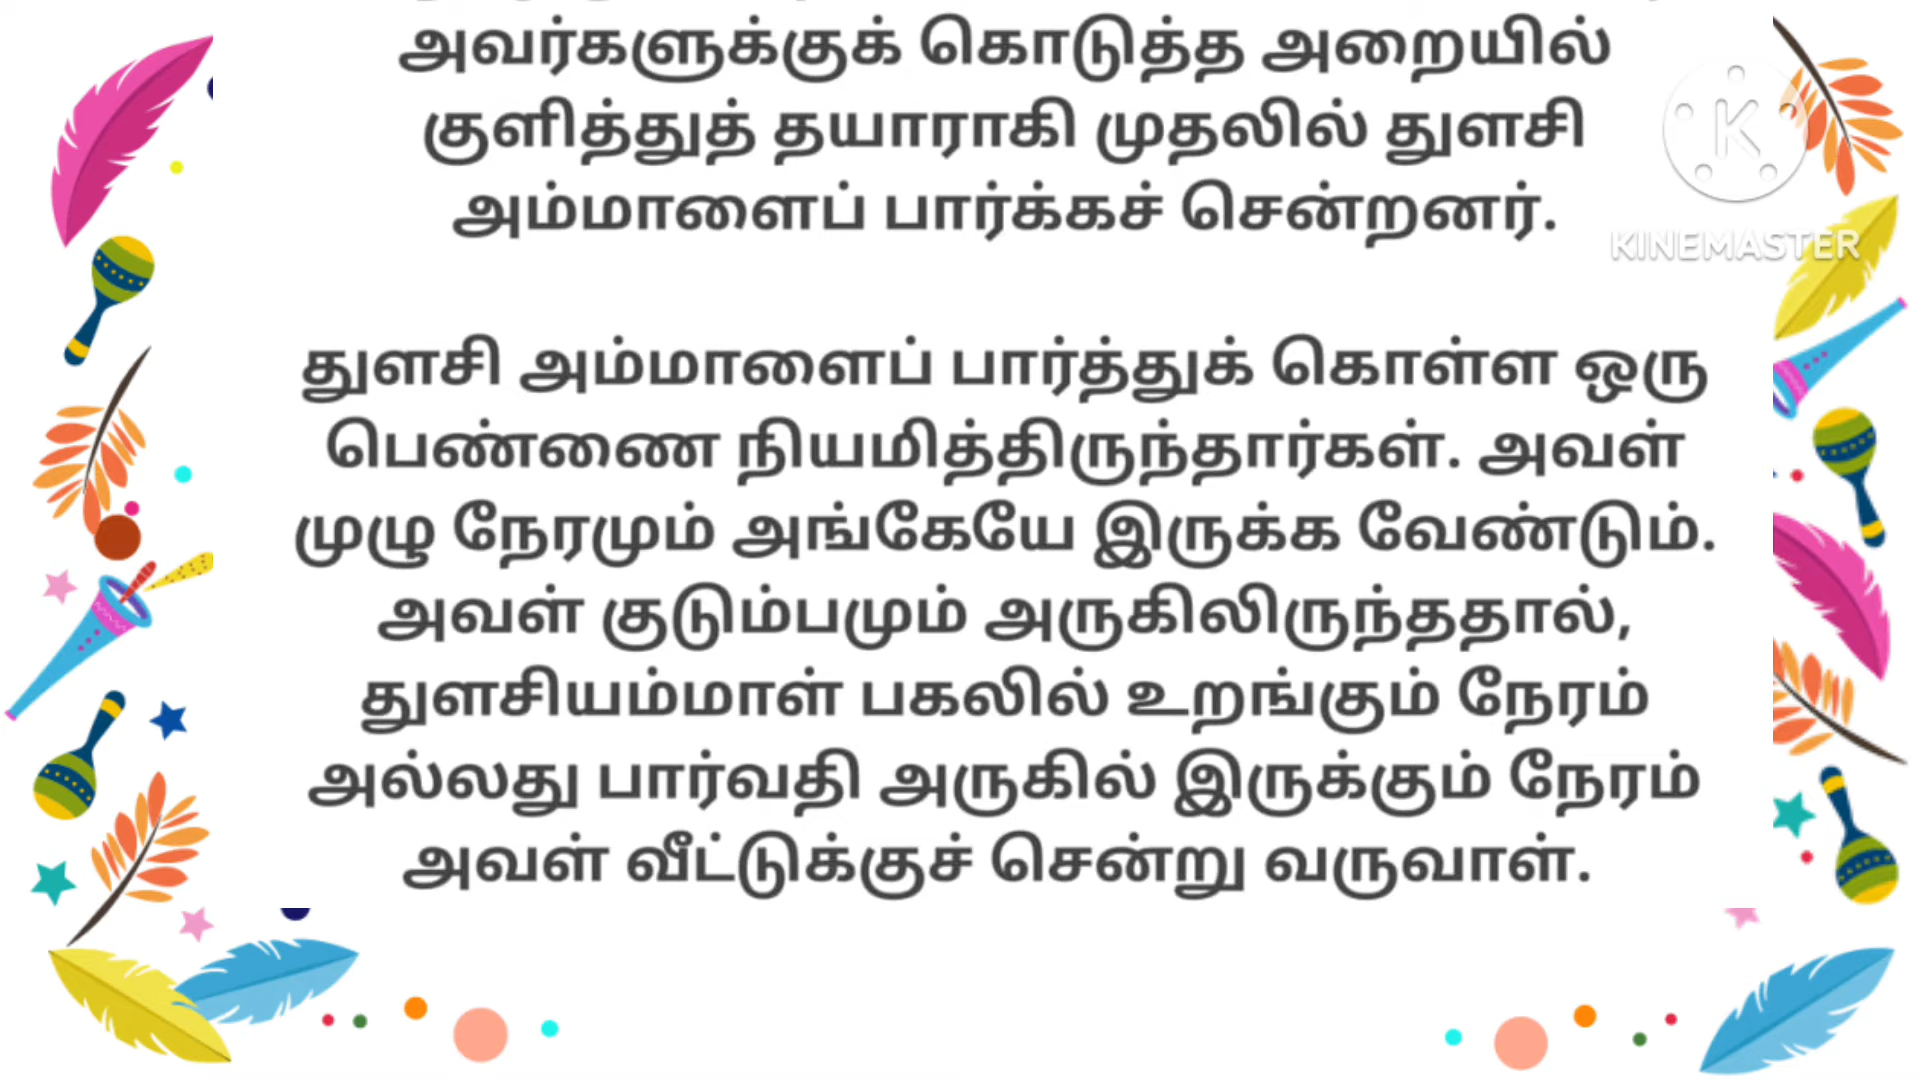 அவர்களுக்குக் கொடுத்த அறையில்
குளித்துத் தயாராகி முதலில் துளசி
அம்மாளைப் பார்க்கச் சென்றனர்.
KINEMASTER
துளசி அம்மாளைப் பார்த்துக் கொள்ள ஒரு
பெண்ணை நியமித்திருந்தார்கள். அவள்
முழு நேரமும் அங்கேயே இருக்க வேண்டும்.
அவள் குடும்பமும் அருகிலிருந்ததால்,
துளசியம்மாள் பகலில் உறங்கும் நேரம்
அல்லது பார்வதி அருகில் இருக்கும் நேரம்
அவள் வீட்டுக்குச் சென்று வருவாள்.